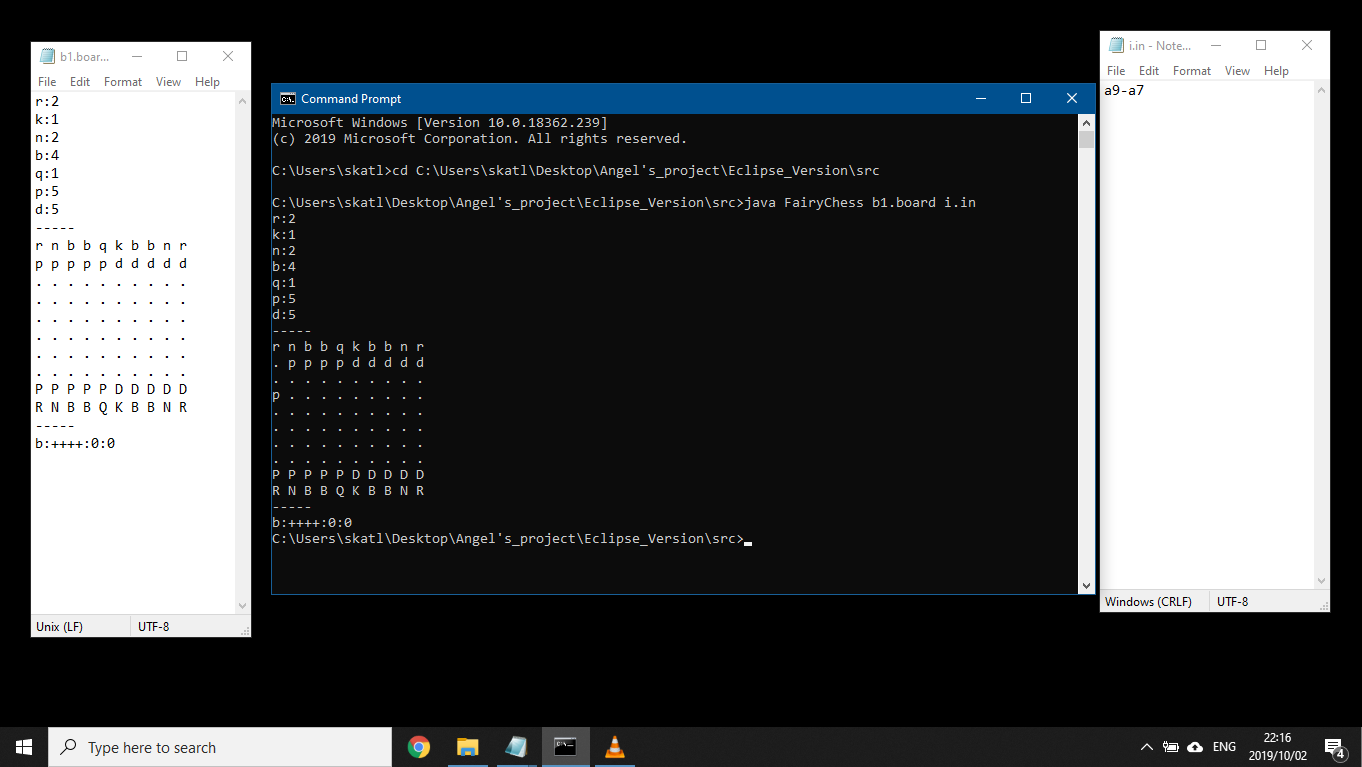 b1.boar...
File Edit Format View Help
r:2
k:1
n:2
b:4
q:1
p:5
d:5
-----
r n b b q k b b n r
p p p p p d d d d d
. . . . . . . . . .
. . . . . . . . . .
. . . . . . . . . .
. . . . . . . . . .
. . . . . . . . . .
. . . . . . . . . .
P P P P P D D D D D
R N B B Q K B B N R
-----
b:++++:0:0
Unix (LF) UTF-8
Command Prompt
Microsoft Windows [Version 10.0.18362.239]
(c) 2019 Microsoft Corporation. All rights reserved.
C:\Users\skatl>cd C:\Users\skatl\Desktop\Angel's_project\Eclipse_Version\src
C:\Users\skatl\Desktop\Angel's_project\Eclipse_Version\src>java FairyChess b1.board i.in
r:2
k:1
n:2
b:4
q:1
p:5
d:5
-----
r n b b q k b b n r
. p p p p d d d d d
. . . . . . . . . .
p . . . . . . . . .
. . . . . . . . . .
. . . . . . . . . .
. . . . . . . . . .
. . . . . . . . . .
P P P P P D D D D D
R N B B Q K B B N R
-----
b:++++:0:0
C:\Users\skatl\Desktop\Angel's_project\Eclipse_Version\src>
i.in - Note...
File Edit Format View Help
a9-a7
Windows (CRLF) UTF-8
Type here to search
ENG
22:16
2019/10/02
4